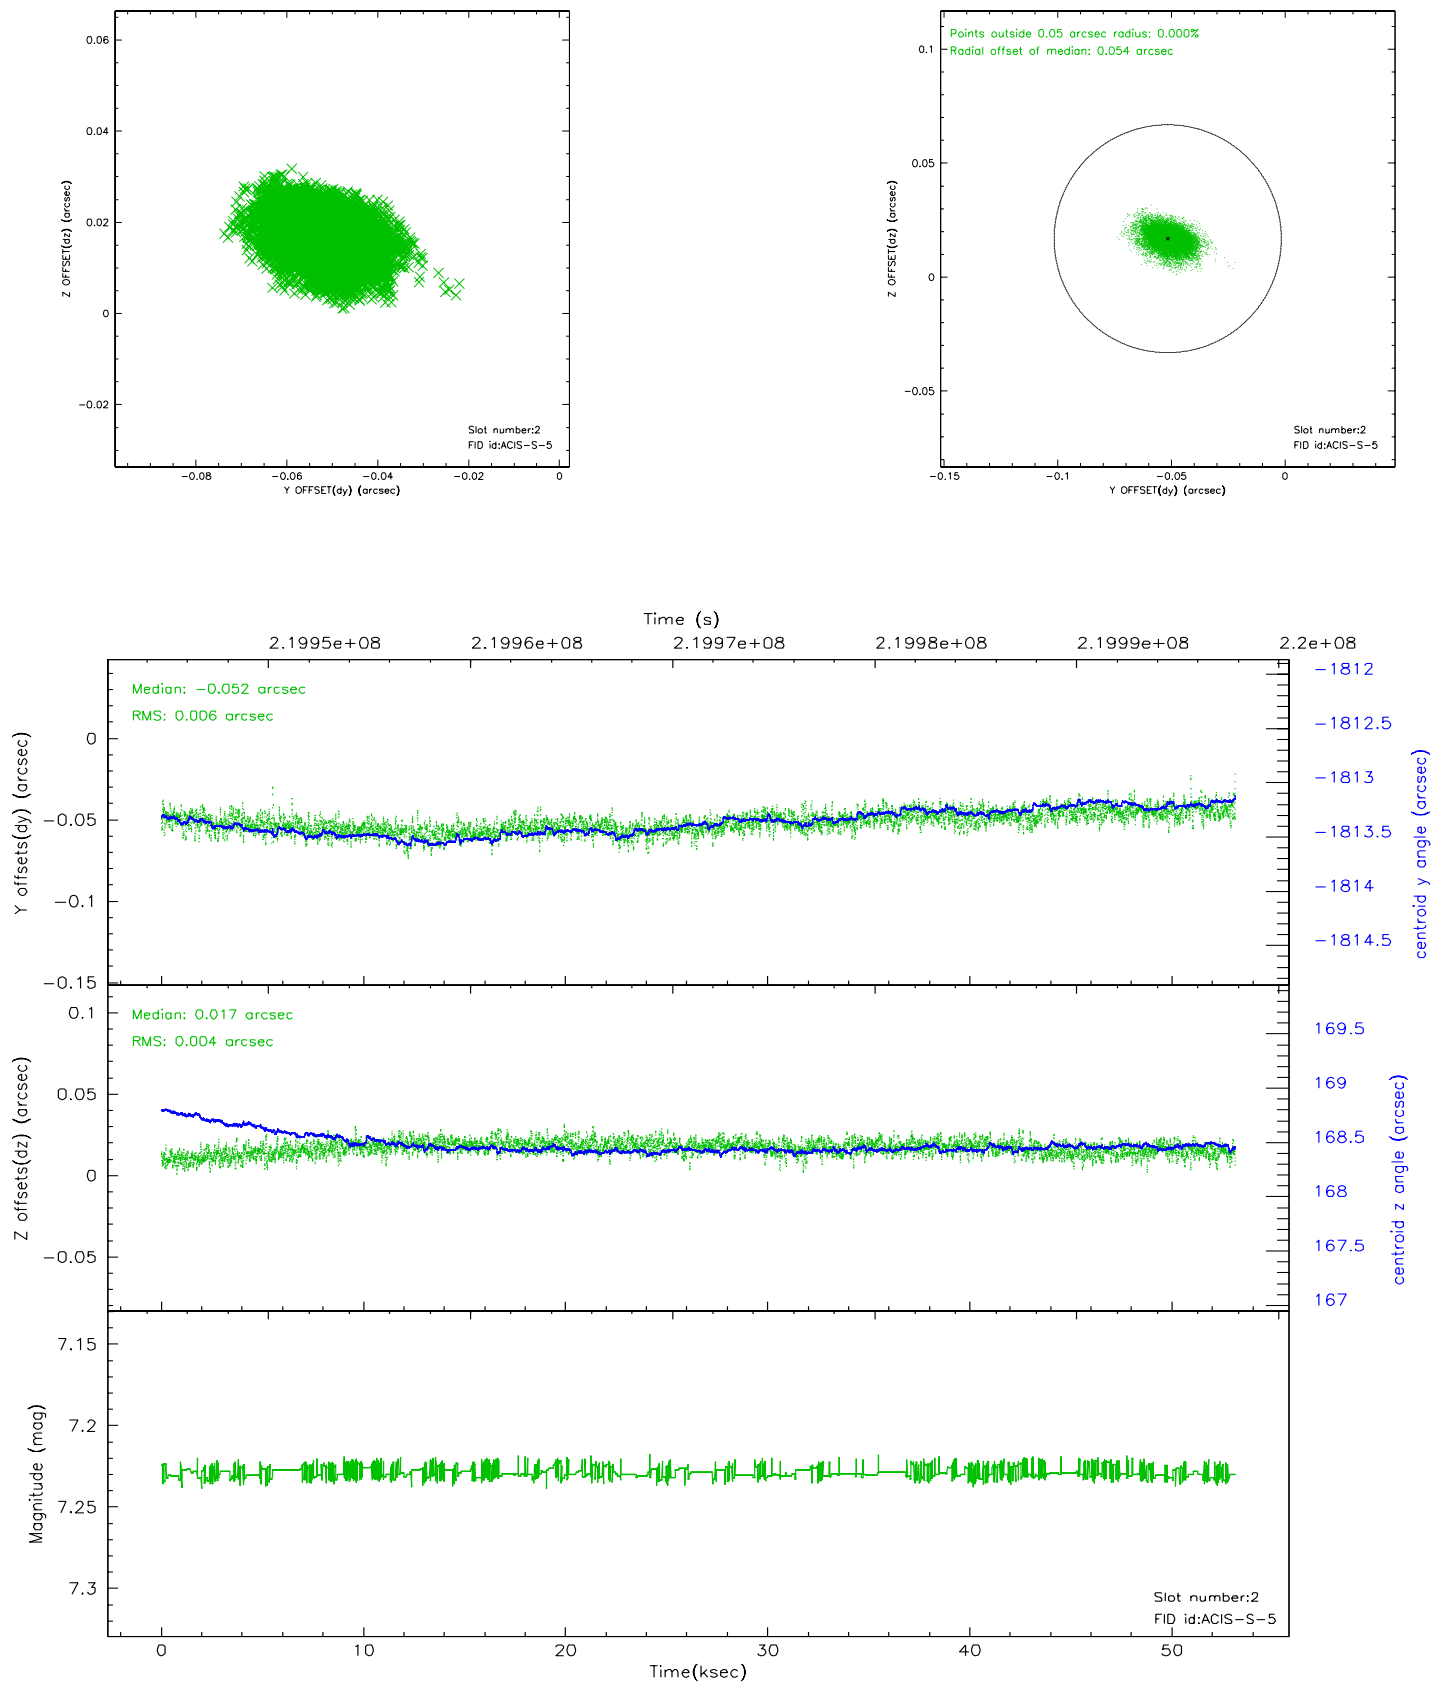 0.06
0.04
0.02
0
-0.02
Z OFFSET(dz) (arcsec)
Slot number:2
FID id:ACIS-S-5
-0.08 -0.06 -0.04 -0.02 0
Y OFFSET(dy) (arcsec)
Points outside 0.05 arcsec radius: 0.000%
Radial offset of median: 0.054 arcsec
0.1
0.05
0
-0.05
Z OFFSET(dz) (arcsec)
Slot number:2
FID id:ACIS-S-5
-0.15 -0.1 -0.05 0
Y OFFSET(dy) (arcsec)
Time (s)
2.1995e+08 2.1996e+08 2.1997e+08 2.1998e+08 2.1999e+08 2.2e+08
Median: -0.052 arcsec
RMS: 0.006 arcsec
0
-0.05
-0.1
-0.15
Y offsets(dy) (arcsec)
-1812
-1812.5
-1813
-1813.5
-1814
-1814.5
centroid y angle (arcsec)
Median: 0.017 arcsec
RMS: 0.004 arcsec
0.1
0.05
0
-0.05
Z offsets(dz) (arcsec)
169.5
169
168.5
168
167.5
167
centroid z angle (arcsec)
7.15
7.2
7.25
7.3
Magnitude (mag)
Slot number:2
FID id:ACIS-S-5
0 10 20 30 40 50
Time(ksec)